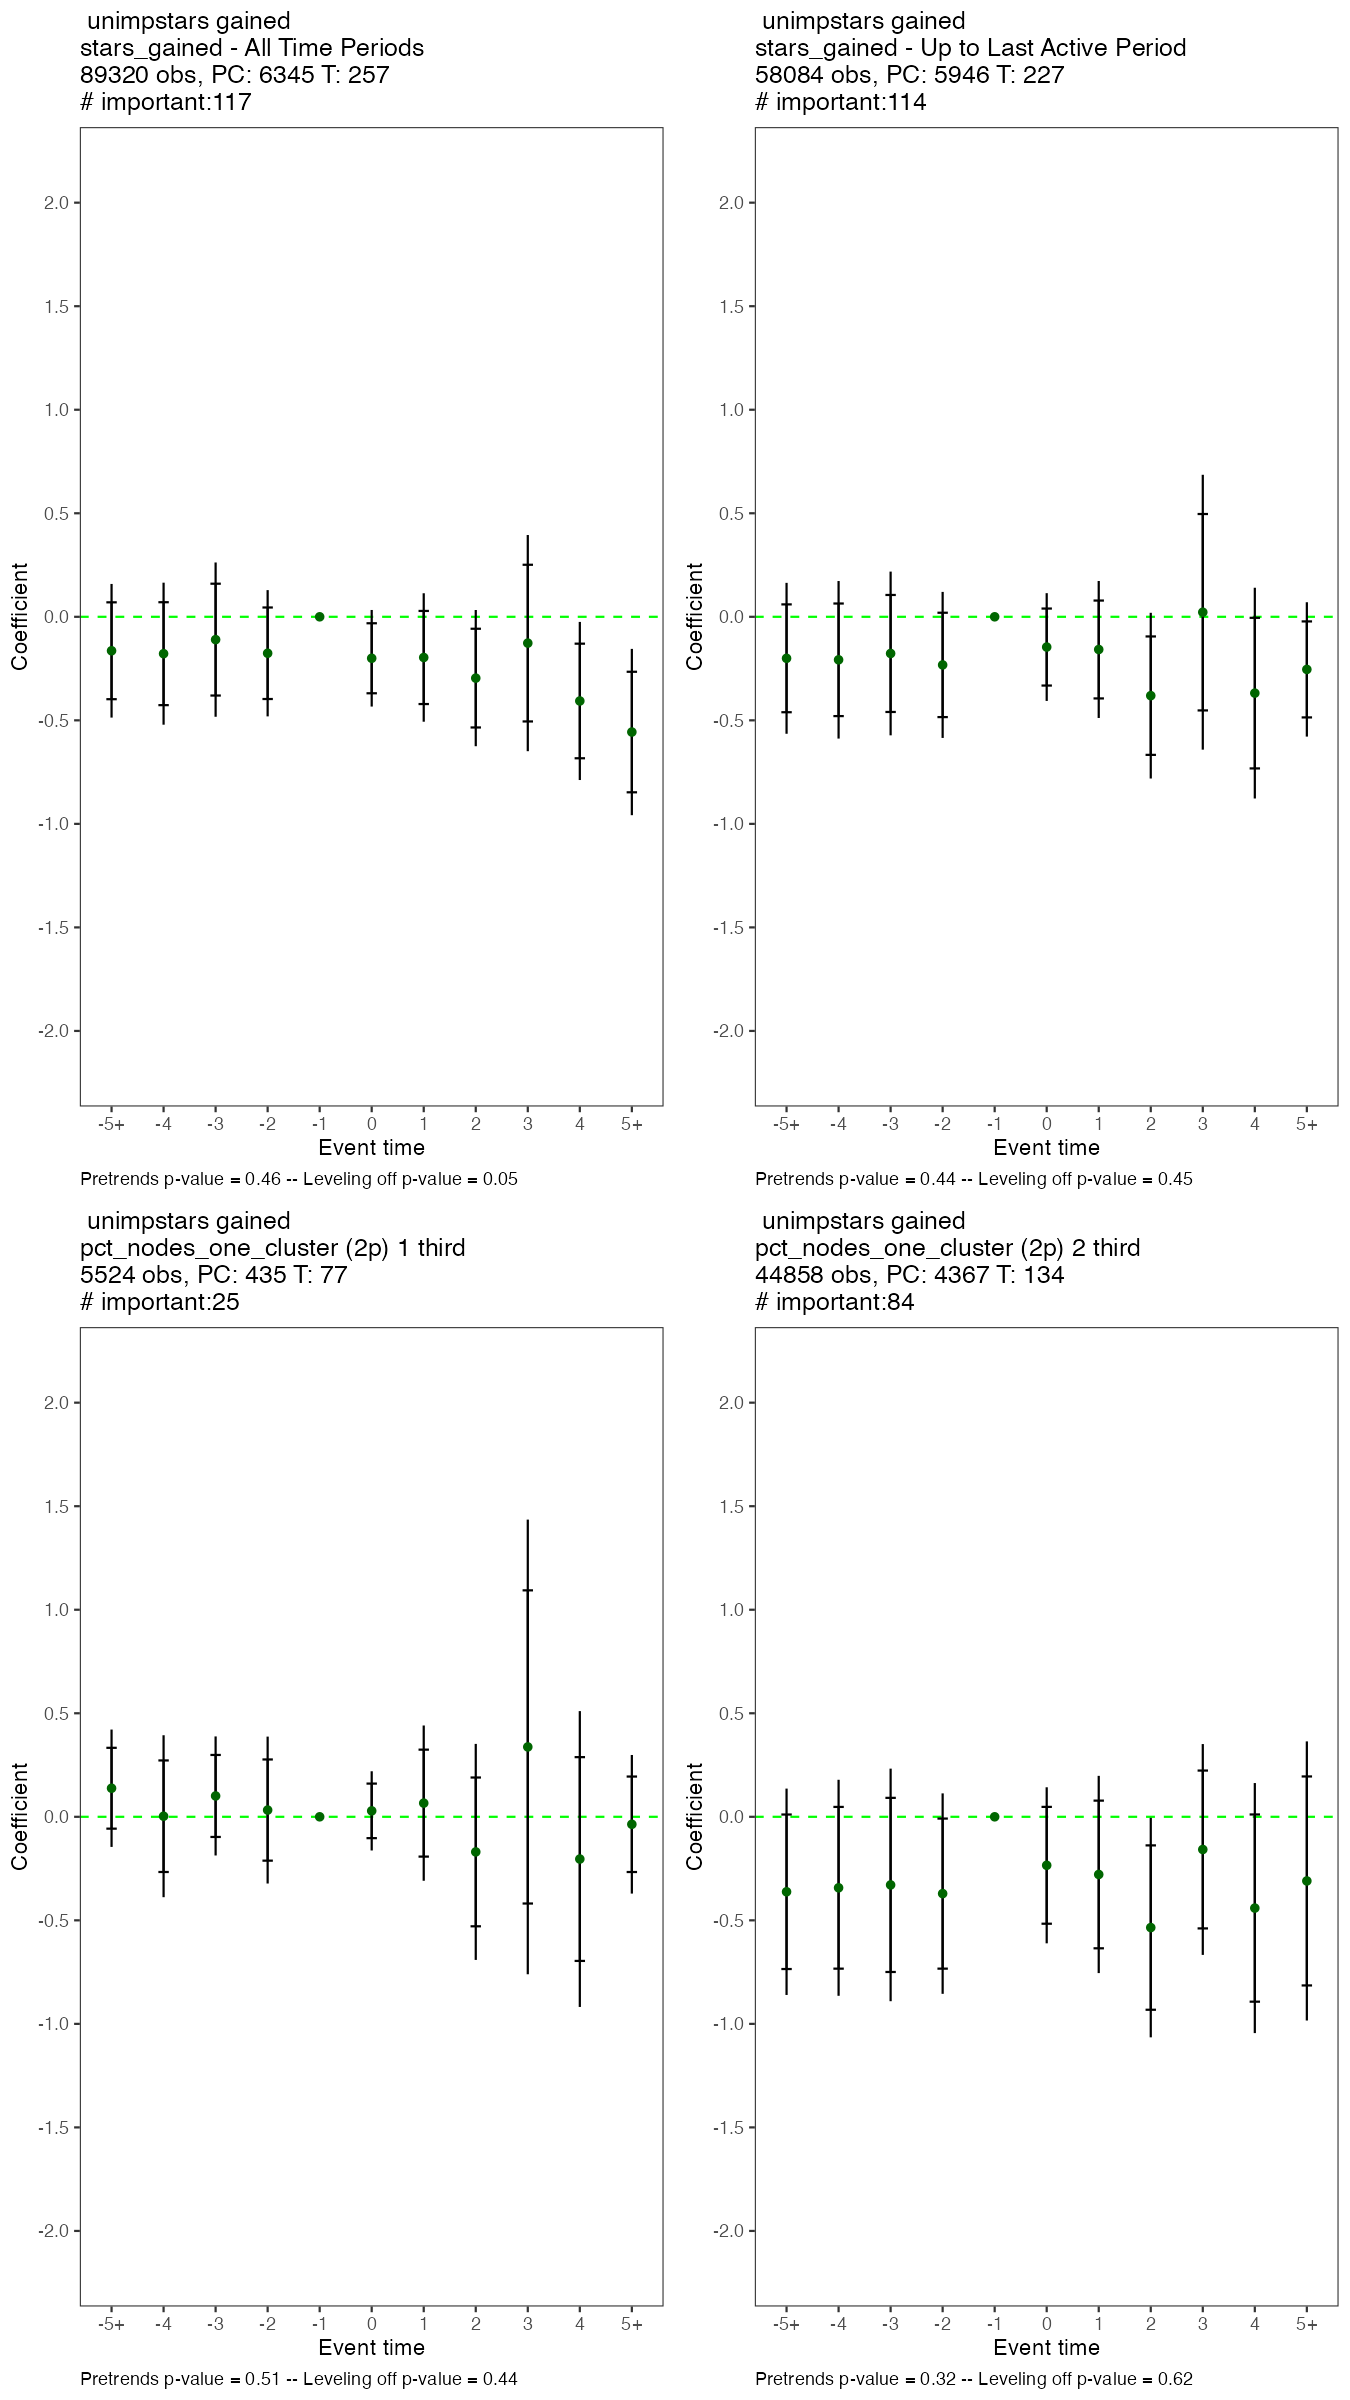 unimpstars gained
stars_gained - All Time Periods
89320 obs, PC: 6345 T: 257
# important:117
2.0
1.5
1.0
0.5
0.0
-0.5
-1.0
-1.5
-2.0
Coefficient
-5+ -4 -3 -2 -1 0 1 2 3 4 5+
Event time
Pretrends p-value = 0.46 -- Leveling off p-value = 0.05
unimpstars gained
stars_gained - Up to Last Active Period
58084 obs, PC: 5946 T: 227
# important:114
2.0
1.5
1.0
0.5
0.0
-0.5
-1.0
-1.5
-2.0
Coefficient
-5+ -4 -3 -2 -1 0 1 2 3 4 5+
Event time
Pretrends p-value = 0.44 -- Leveling off p-value = 0.45
unimpstars gained
pct_nodes_one_cluster (2p) 1 third
5524 obs, PC: 435 T: 77
# important:25
2.0
1.5
1.0
0.5
0.0
-0.5
-1.0
-1.5
-2.0
Coefficient
-5+ -4 -3 -2 -1 0 1 2 3 4 5+
Event time
Pretrends p-value = 0.51 -- Leveling off p-value = 0.44
unimpstars gained
pct_nodes_one_cluster (2p) 2 third
44858 obs, PC: 4367 T: 134
# important:84
2.0
1.5
1.0
0.5
0.0
-0.5
-1.0
-1.5
-2.0
Coefficient
-5+ -4 -3 -2 -1 0 1 2 3 4 5+
Event time
Pretrends p-value = 0.32 -- Leveling off p-value = 0.62